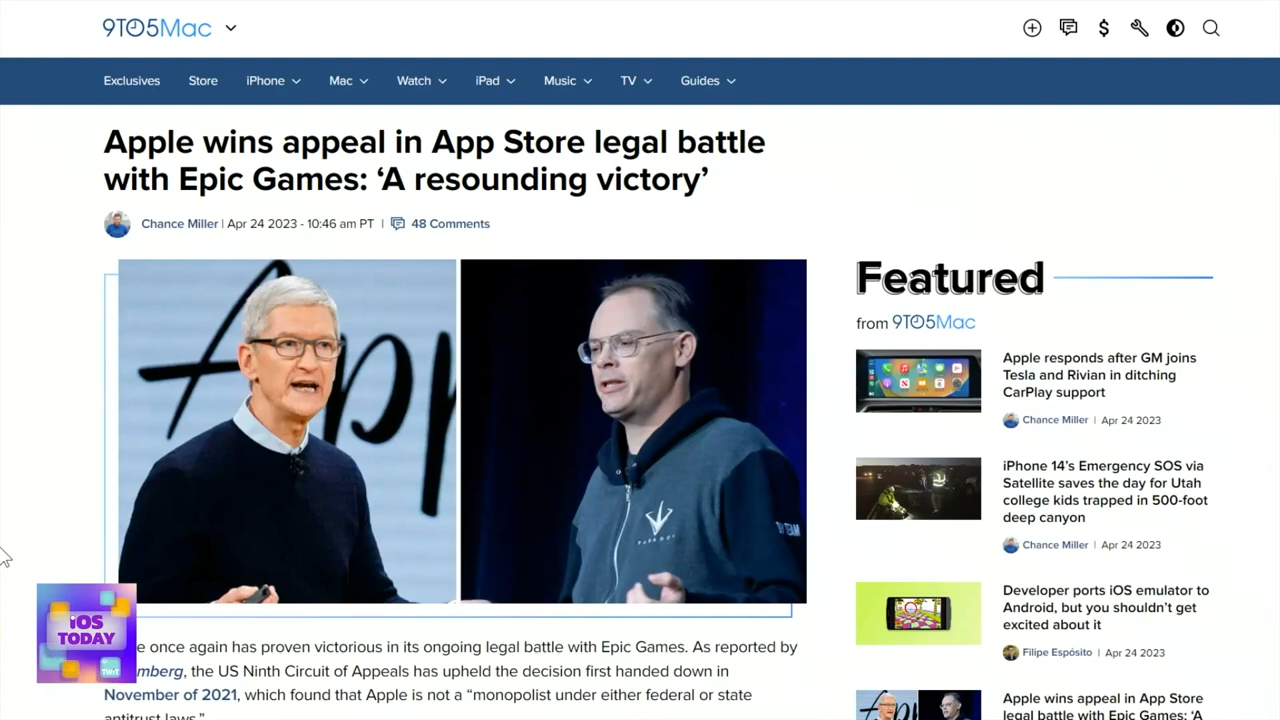 9TO5Mac
Exclusives Store iPhone Mac Watch iPad Music TV Guides
Apple wins appeal in App Store legal battle
with Epic Games: ‘A resounding victory’
Chance Miller | Apr 24 2023 - 10:46 am PT | 48 Comments
App
PARAGON
TEAM
Featured
from 9TO5Mac
Apple responds after GM joins
Tesla and Rivian in ditching
CarPlay support
Chance Miller | Apr 24 2023
iPhone 14’s Emergency SOS via
Satellite saves the day for Utah
college kids trapped in 500-foot
deep canyon
Chance Miller | Apr 24 2023
Developer ports iOS emulator to
Android, but you shouldn’t get
excited about it
Filipe Espósito | Apr 24 2023
Apple wins appeal in App Store
legal battle with Epic Games: ‘A
iOS
TODAY
TWiT
e once again has proven victorious in its ongoing legal battle with Epic Games. As reported by
mberg, the US Ninth Circuit of Appeals has upheld the decision first handed down in
November of 2021, which found that Apple is not a “monopolist under either federal or state
antitrust laws.”